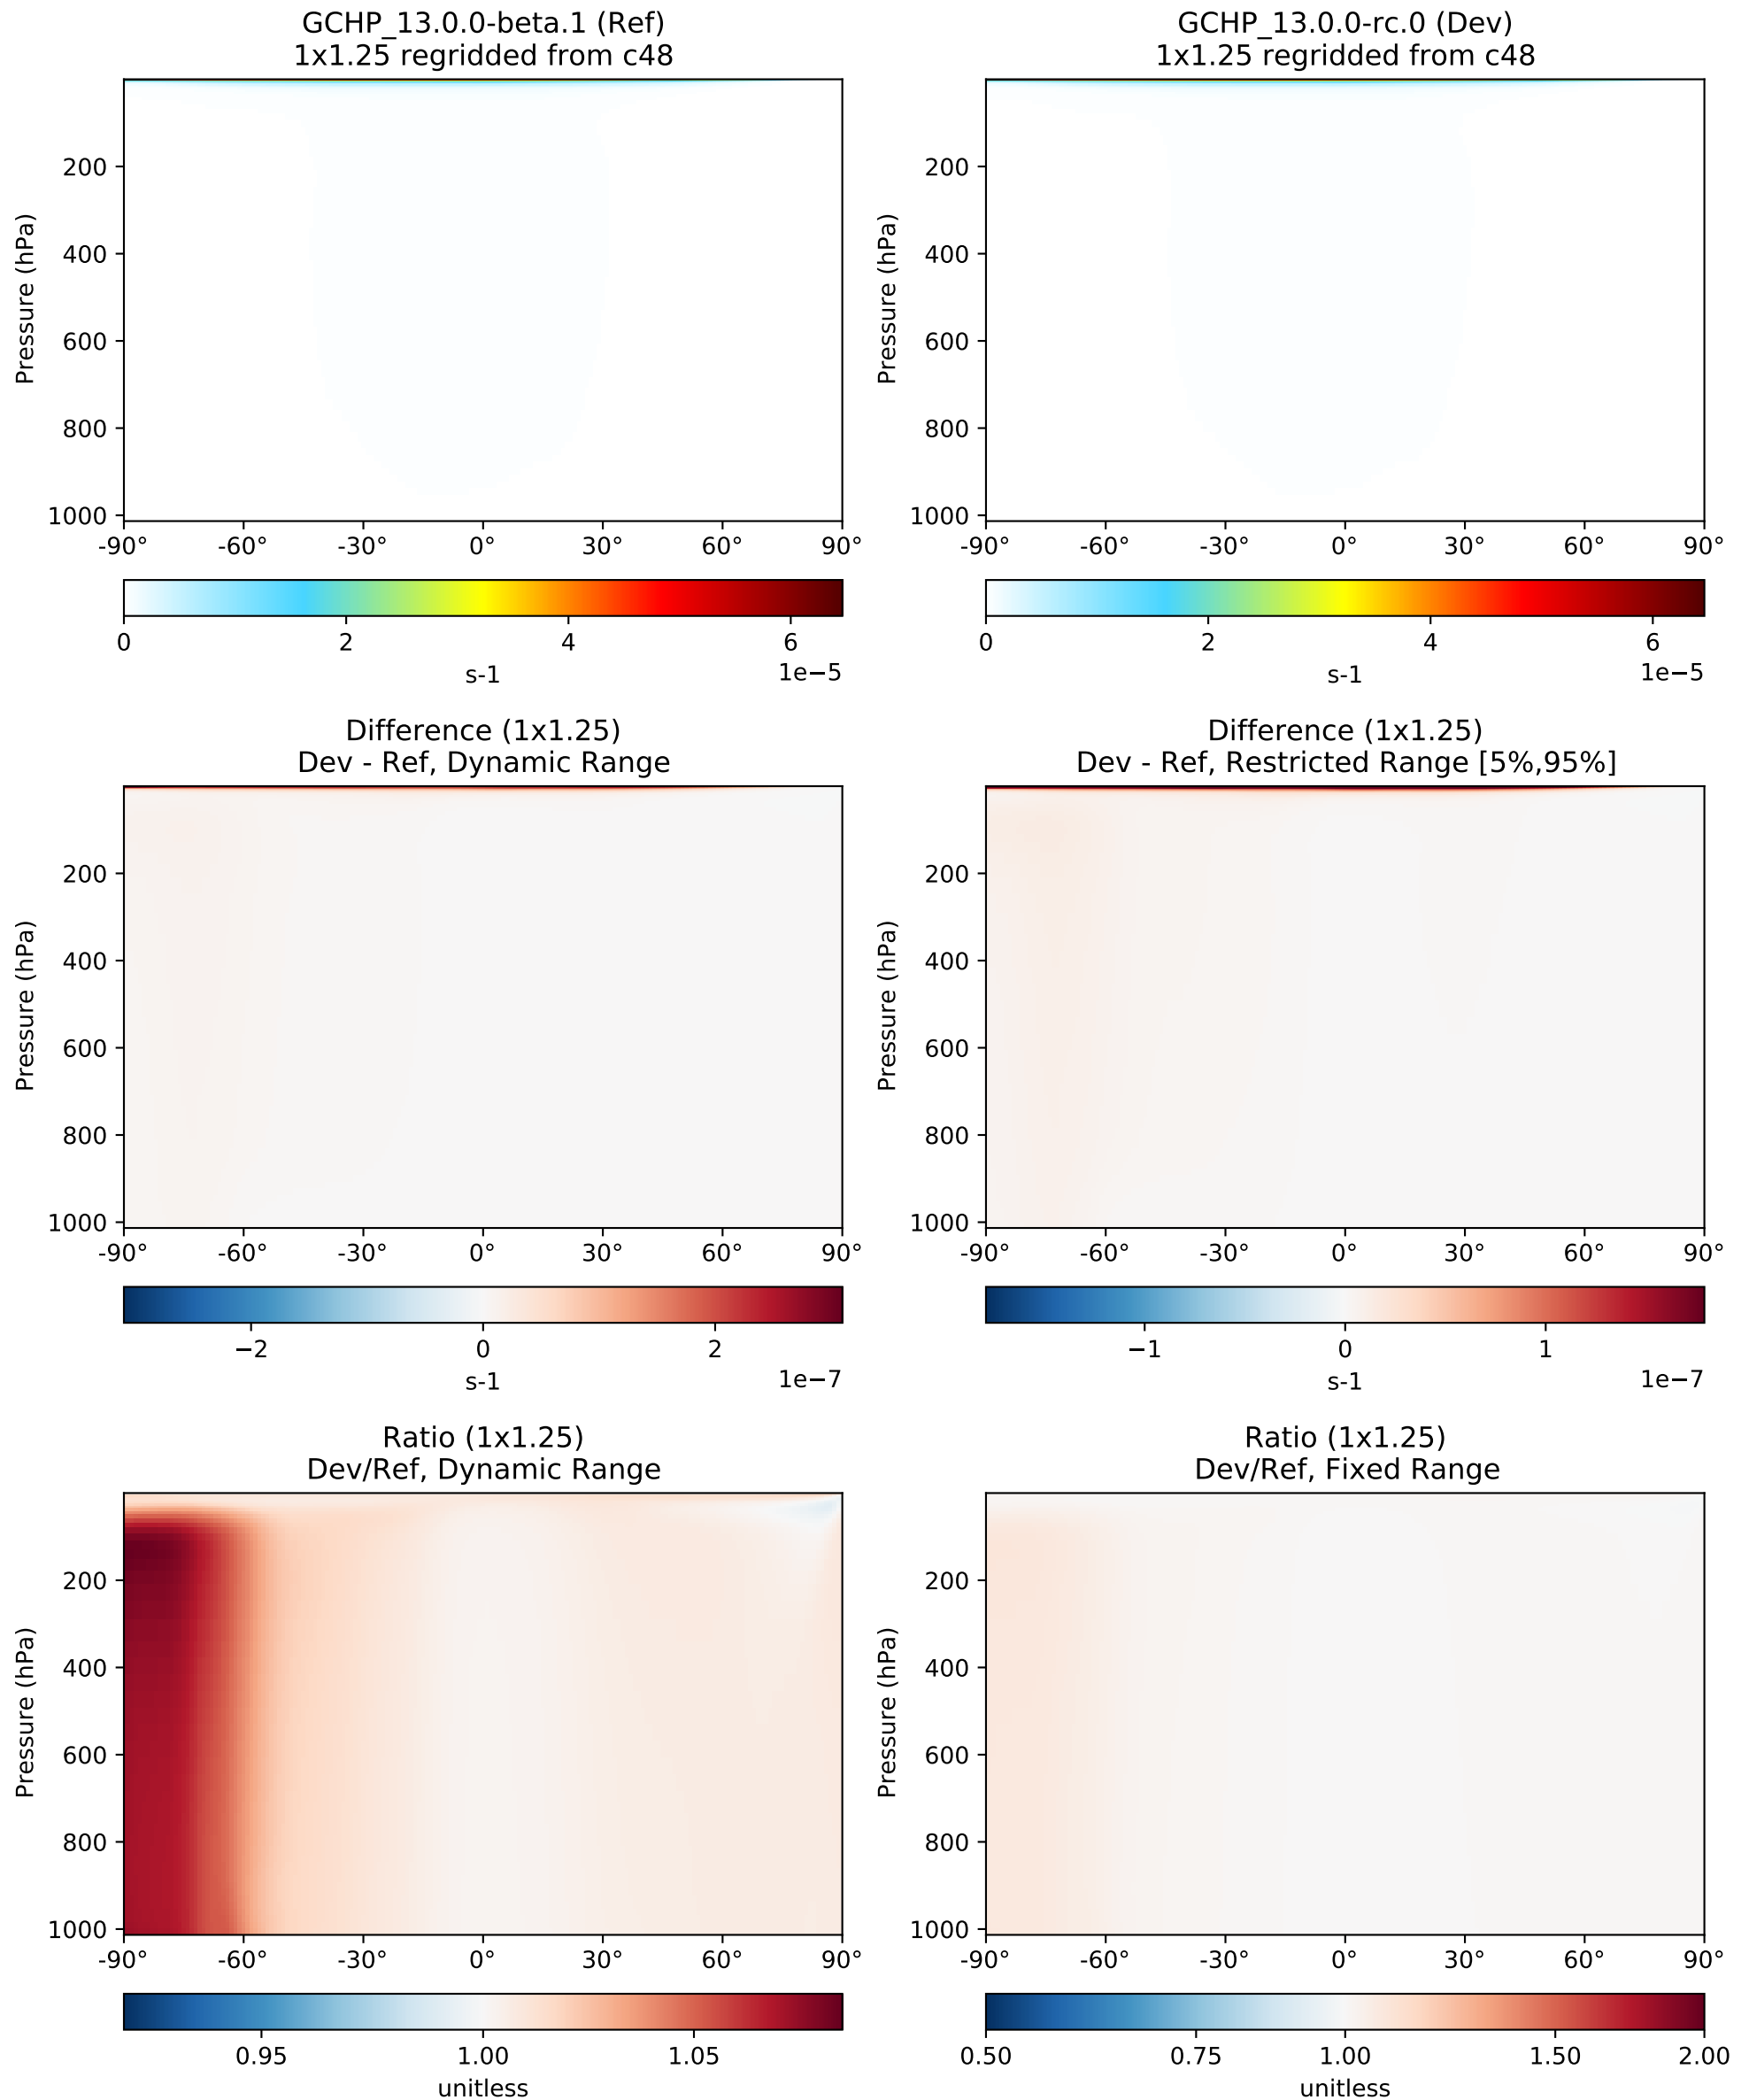 GCHP_13.0.0-beta.1 (Ref)
1x1.25 regridded from c48
Pressure (hPa)
200
400
600
800
1000
-90° -60° -30° 0° 30° 60° 90°
0 2 4 6
1e−5
s-1
GCHP_13.0.0-rc.0 (Dev)
1x1.25 regridded from c48
Pressure (hPa)
200
400
600
800
1000
-90° -60° -30° 0° 30° 60° 90°
0 2 4 6
1e−5
s-1
Difference (1x1.25)
Dev - Ref, Dynamic Range
Pressure (hPa)
200
400
600
800
1000
-90° -60° -30° 0° 30° 60° 90°
−2 0 2
1e−7
s-1
Difference (1x1.25)
Dev - Ref, Restricted Range [5%,95%]
Pressure (hPa)
200
400
600
800
1000
-90° -60° -30° 0° 30° 60° 90°
−1 0 1
1e−7
s-1
Ratio (1x1.25)
Dev/Ref, Dynamic Range
Pressure (hPa)
200
400
600
800
1000
-90° -60° -30° 0° 30° 60° 90°
0.95 1.00 1.05
unitless
Ratio (1x1.25)
Dev/Ref, Fixed Range
Pressure (hPa)
200
400
600
800
1000
-90° -60° -30° 0° 30° 60° 90°
0.50 0.75 1.00 1.50 2.00
unitless